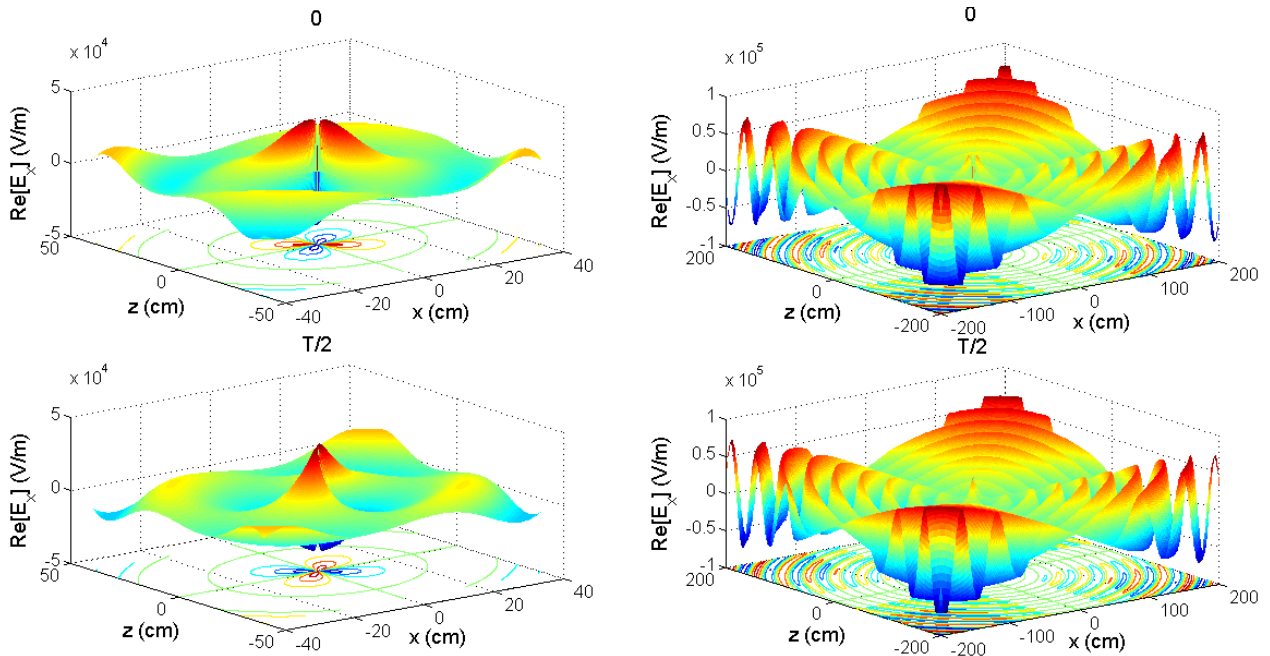 0
x 10^4
5
0
-5
Re[E_x] (V/m)
50
0
-50
z (cm)
-40
-20
0
20
40
x (cm)
0
x 10^5
1
0.5
0
-0.5
-1
Re[E_x] (V/m)
200
0
-200
z (cm)
-200
-100
0
100
200
x (cm)
T/2
x 10^4
5
0
-5
Re[E_x] (V/m)
50
0
-50
z (cm)
-40
-20
0
20
40
x (cm)
T/2
x 10^5
1
0.5
0
-0.5
-1
Re[E_x] (V/m)
200
0
-200
z (cm)
-200
-100
0
100
200
x (cm)